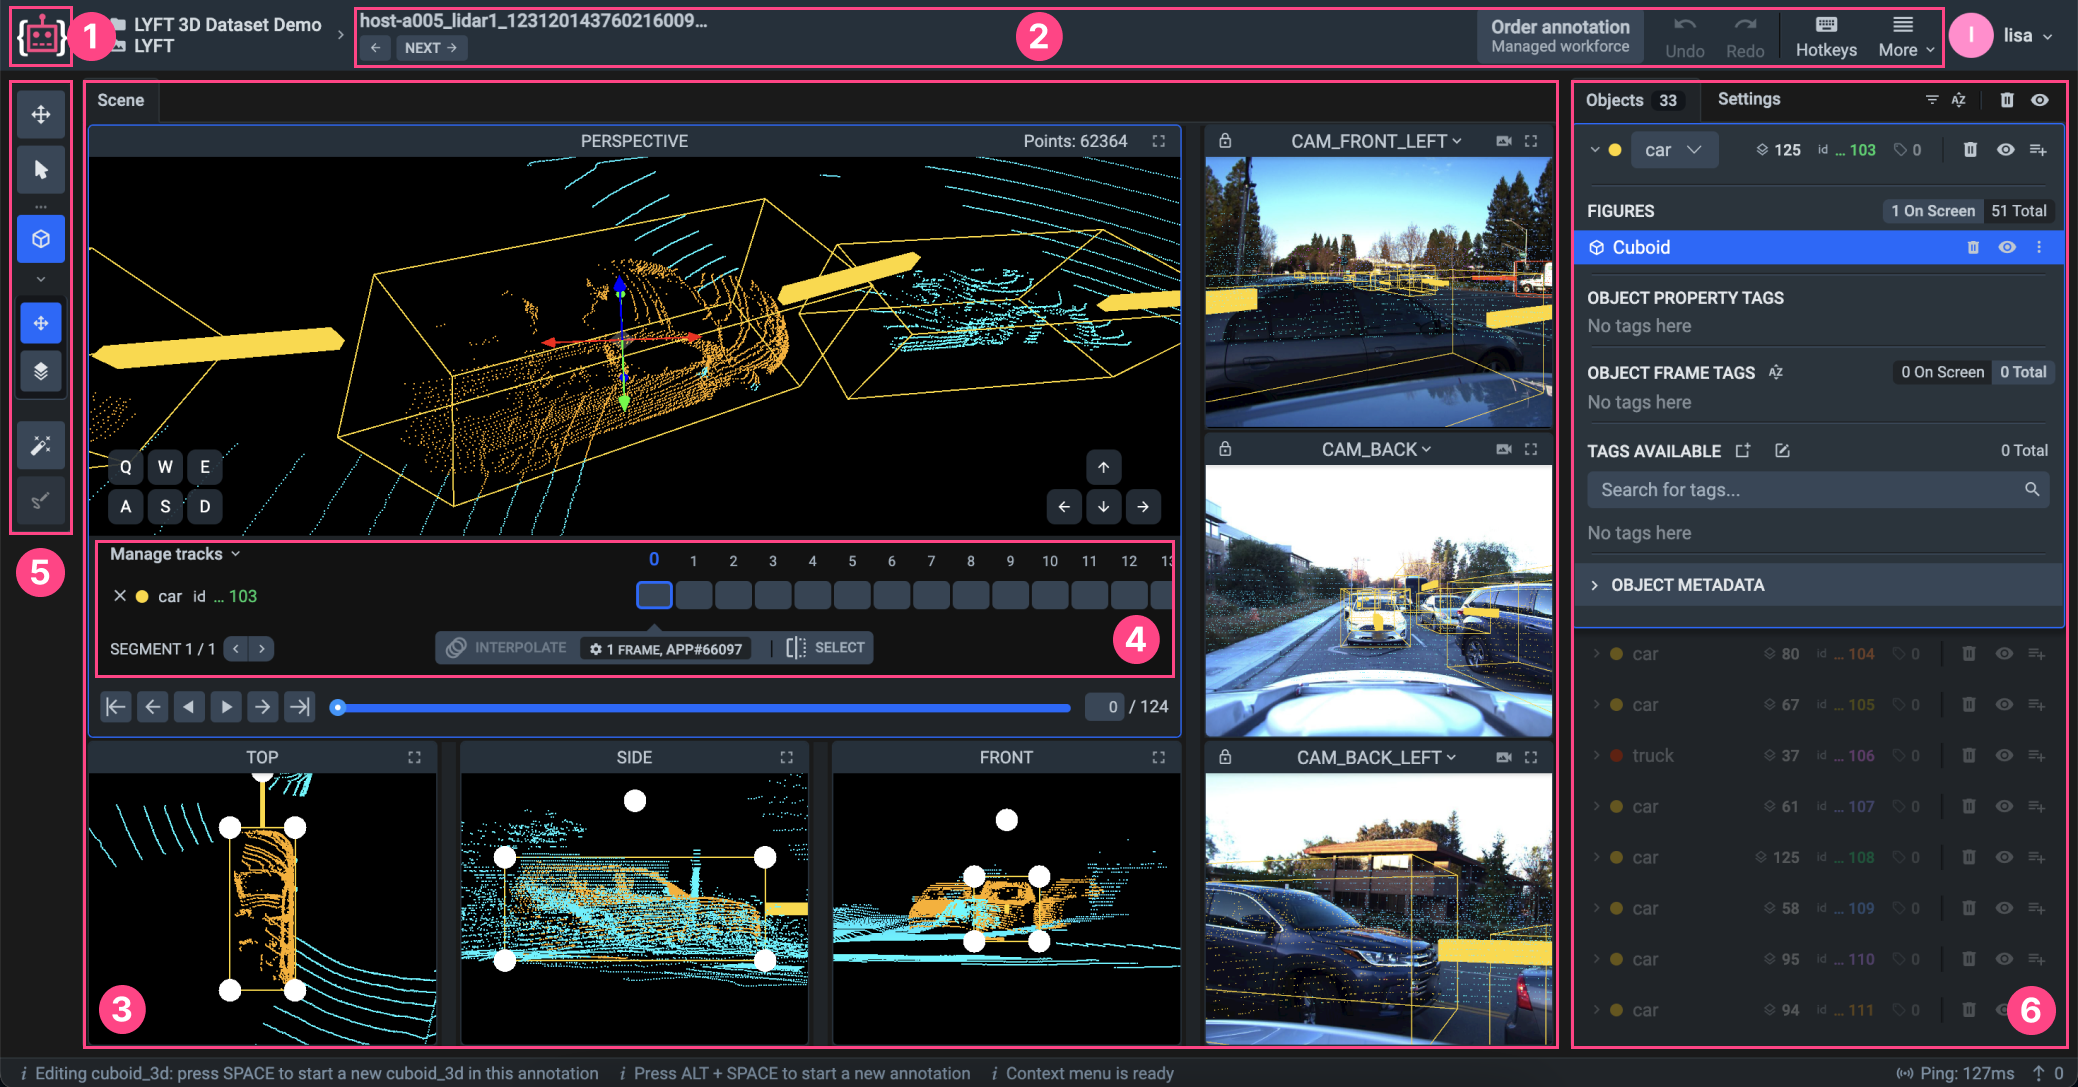 1
LYFT 3D Dataset Demo
LYFT
host-a005_lidar1_123120143760216009...
NEXT
2
Order annotation
Managed workforce
Undo
Redo
Hotkeys
More
l
lisa
Scene
PERSPECTIVE
Points: 62364
Q W E
A S D
Manage tracks
0 1 2 3 4 5 6 7 8 9 10 11 12
car id ... 103
SEGMENT 1 / 1
INTERPOLATE
1 FRAME, APP#66097
SELECT
4
0 / 124
TOP
SIDE
FRONT
3
CAM_FRONT_LEFT
CAM_BACK
CAM_BACK_LEFT
5
Objects 33
Settings
car 125 id ... 103 0
FIGURES
1 On Screen 51 Total
Cuboid
OBJECT PROPERTY TAGS
No tags here
OBJECT FRAME TAGS
0 On Screen 0 Total
No tags here
TAGS AVAILABLE
0 Total
Search for tags...
No tags here
OBJECT METADATA
car 80 id ... 104 0
car 67 id ... 105 0
truck 37 id ... 106 0
car 61 id ... 107 0
car 125 id ... 108 0
car 58 id ... 109 0
car 95 id ... 110 0
car 94 id ... 111 0
6
i Editing cuboid_3d: press SPACE to start a new cuboid_3d in this annotation
i Press ALT + SPACE to start a new annotation
i Context menu is ready
Ping: 127ms
0